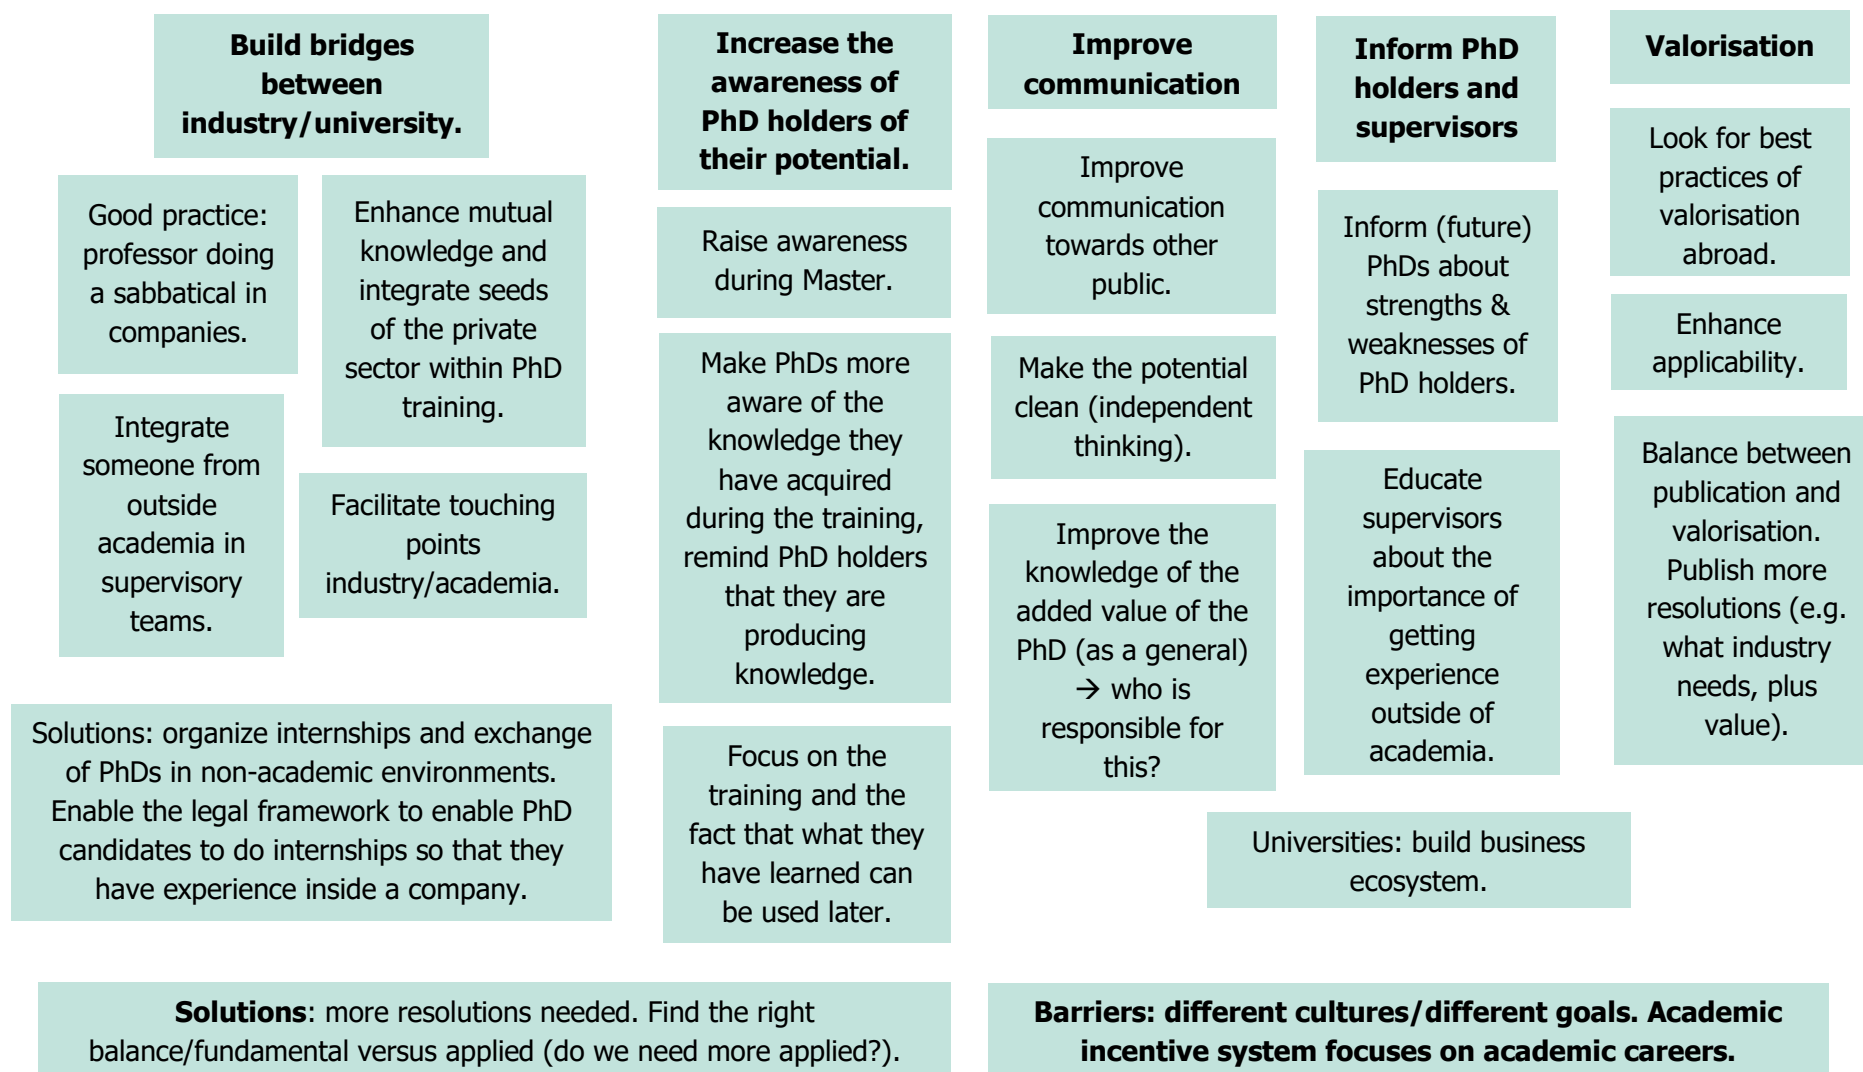 Build bridges
between
industry/university.
Good practice:
professor doing
a sabbatical in
companies.
Enhance mutual
knowledge and
integrate seeds
of the private
sector within PhD
training.
Integrate
someone from
outside
academia in
supervisory
teams.
Facilitate touching
points
industry/academia.
Solutions: organize internships and exchange
of PhDs in non-academic environments.
Enable the legal framework to enable PhD
candidates to do internships so that they
have experience inside a company.
Increase the
awareness of
PhD holders of
their potential.
Raise awareness
during Master.
Make PhDs more
aware of the
knowledge they
have acquired
during the training,
remind PhD holders
that they are
producing
knowledge.
Focus on the
training and the
fact that what they
have learned can
be used later.
Improve
communication
Improve
communication
towards other
public.
Make the potential
clean (independent
thinking).
Improve the
knowledge of the
added value of the
PhD (as a general)
→ who is
responsible for
this?
Inform PhD
holders and
supervisors
Inform (future)
PhDs about
strengths &
weaknesses of
PhD holders.
Educate
supervisors
about the
importance of
getting
experience
outside of
academia.
Valorisation
Look for best
practices of
valorisation
abroad.
Enhance
applicability.
Balance between
publication and
valorisation.
Publish more
resolutions (e.g.
what industry
needs, plus
value).
Universities: build business
ecosystem.
Solutions: more resolutions needed. Find the right
balance/fundamental versus applied (do we need more applied?).
Barriers: different cultures/different goals. Academic
incentive system focuses on academic careers.